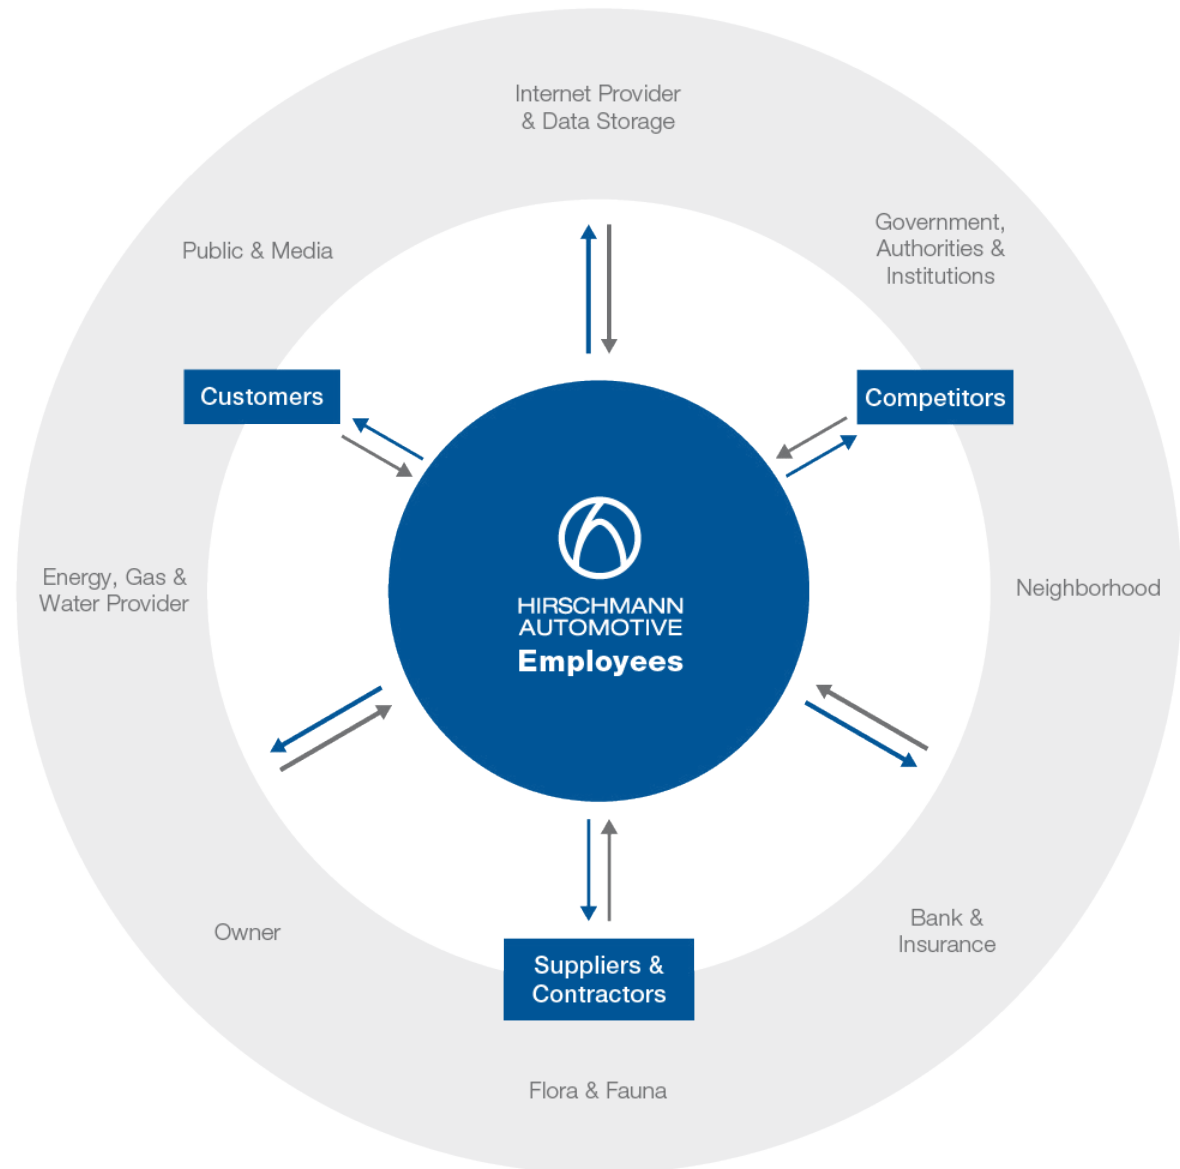 Internet Provider
& Data Storage
Government,
Authorities &
Institutions
Public & Media
Customers
Competitors
Energy, Gas &
Water Provider
HIRSCHMANN
AUTOMOTIVE
Employees
Neighborhood
Owner
Bank &
Insurance
Suppliers &
Contractors
Flora & Fauna